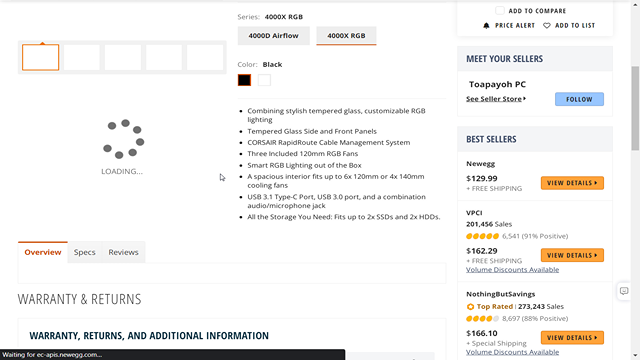 Series: 4000X RGB
4000D Airflow
4000X RGB
Color: Black
Combining stylish tempered glass, customizable RGB
lighting
Tempered Glass Side and Front Panels
CORSAIR RapidRoute Cable Management System
Three Included 120mm RGB Fans
Smart RGB Lighting out of the Box
A spacious interior fits up to 6x 120mm or 4x 140mm
cooling fans
USB 3.1 Type-C Port, USB 3.0 port, and a combination
audio/microphone jack
All the Storage You Need: Fits up to 2x SSDs and 2x HDDs.
LOADING...
Overview Specs Reviews
WARRANTY & RETURNS
WARRANTY, RETURNS, AND ADDITIONAL INFORMATION
Waiting for ec-apis.newegg.com...
ADD TO COMPARE
PRICE ALERT ADD TO LIST
MEET YOUR SELLERS
Toapayoh PC
See Seller Store
FOLLOW
BEST SELLERS
Newegg
$129.99
+ FREE SHIPPING
VIEW DETAILS
VPCI
201,456 Sales
6,541 (91% Positive)
$162.29
+ FREE SHIPPING
VIEW DETAILS
Volume Discounts Available
NothingButSavings
Top Rated | 273,243 Sales
8,697 (88% Positive)
$166.10
+ Special Shipping
VIEW DETAILS
Volume Discounts Available